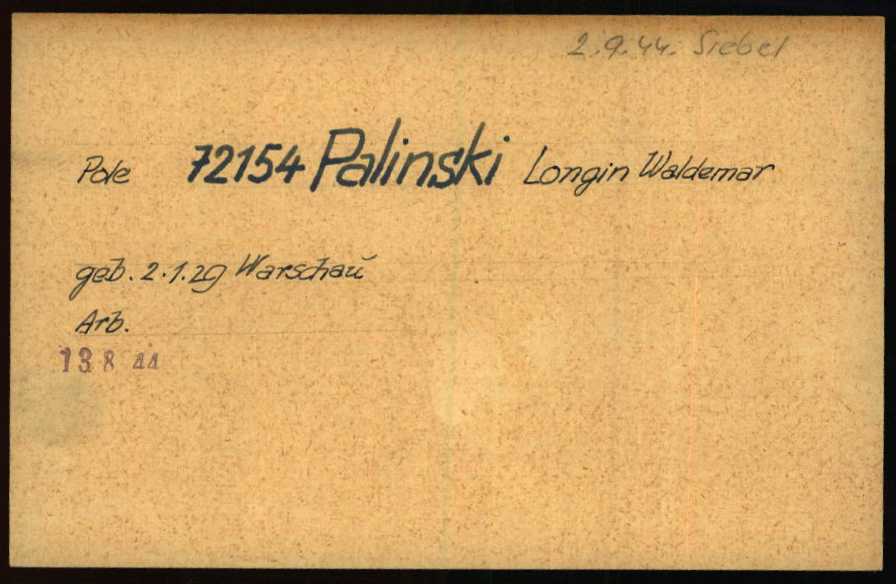 2.9.44. Siebel
Pole 72154 Palinski Longin Waldemar
geb. 2.1.29 Warschau
Arb.
13 8 44